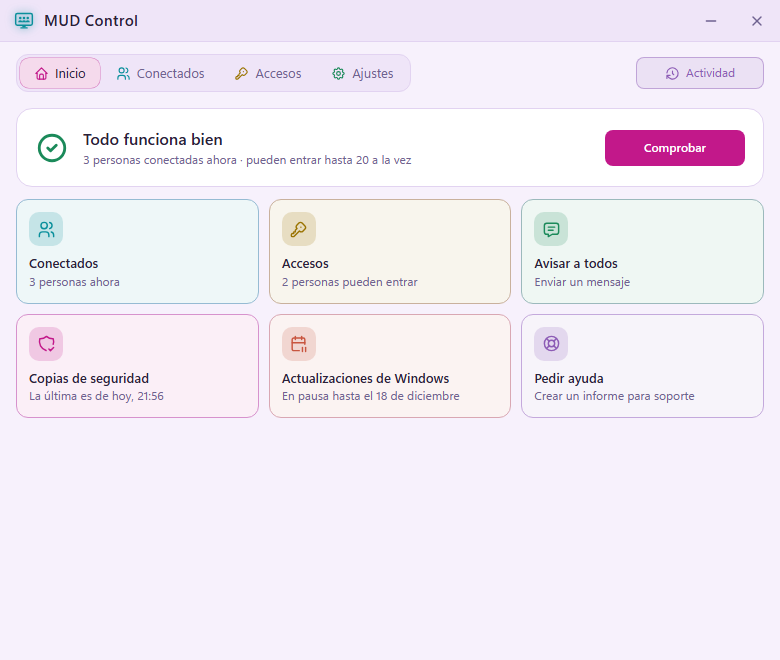 MUD Control
Inicio
Conectados
Accesos
Ajustes
Actividad
Todo funciona bien
3 personas conectadas ahora · pueden entrar hasta 20 a la vez
Comprobar
Conectados
3 personas ahora
Accesos
2 personas pueden entrar
Avisar a todos
Enviar un mensaje
Copias de seguridad
La última es de hoy, 21:56
Actualizaciones de Windows
En pausa hasta el 18 de diciembre
Pedir ayuda
Crear un informe para soporte